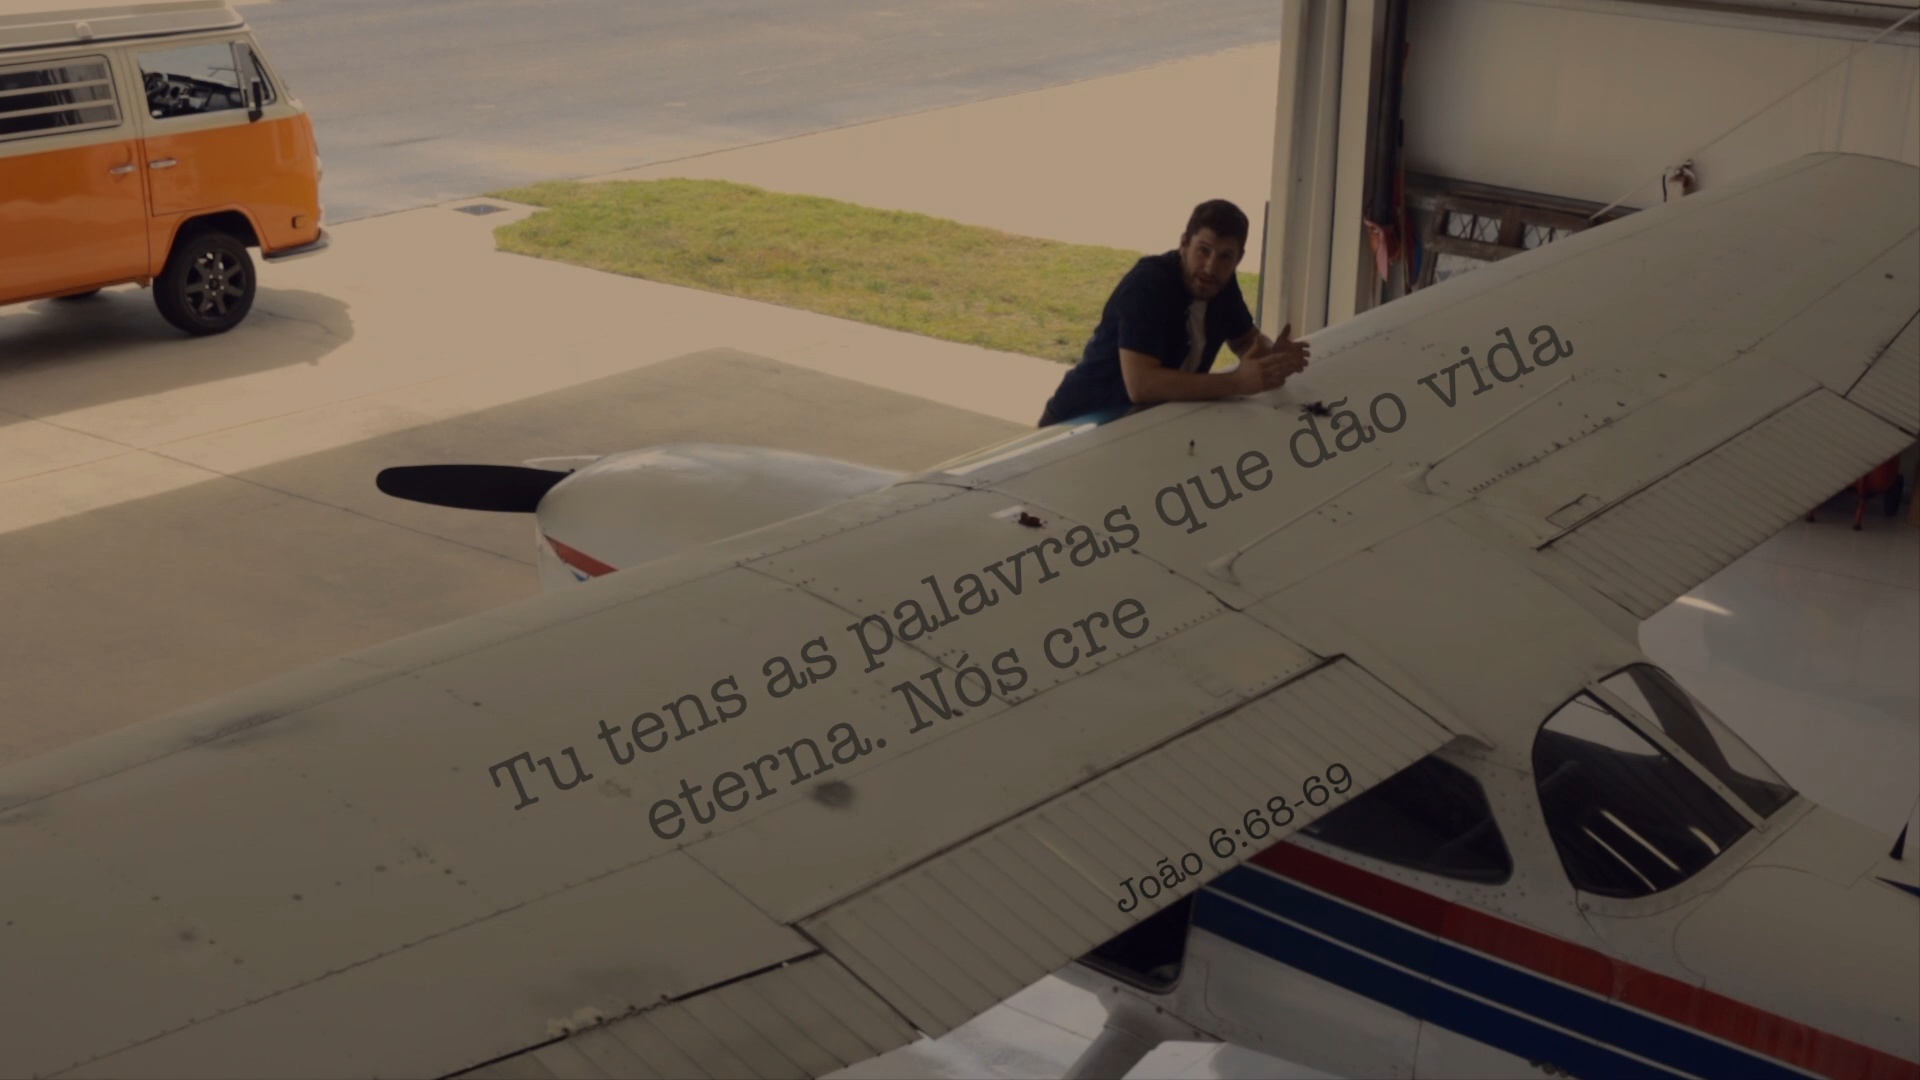 Tu tens as palavras que dão vida
eterna. Nós cre
João 6:68-69